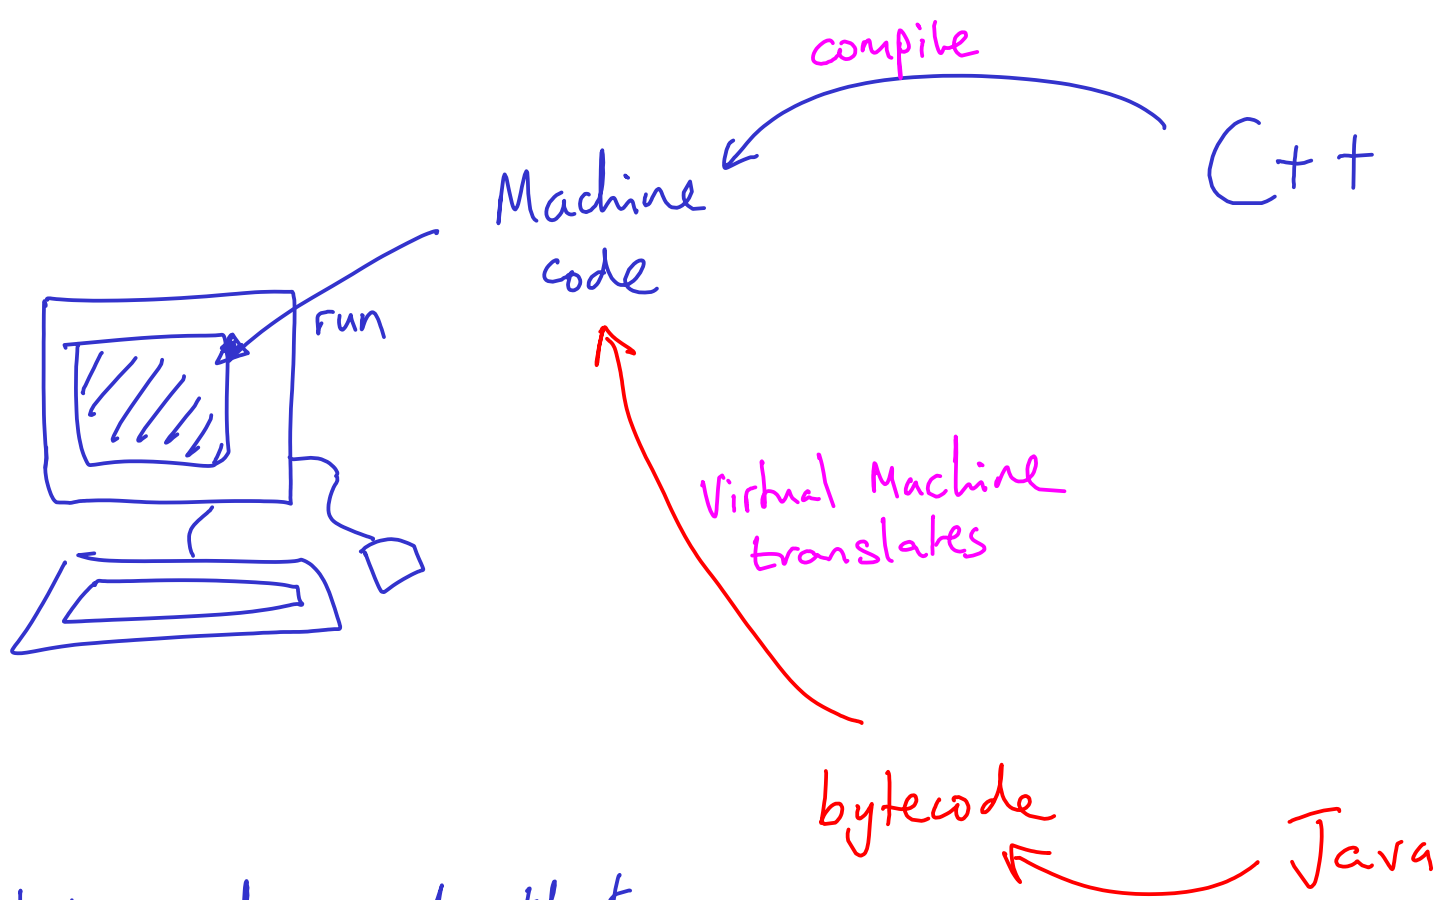 compile
C++
Machine
code
run
Virtual Machine
translates
bytecode
Java